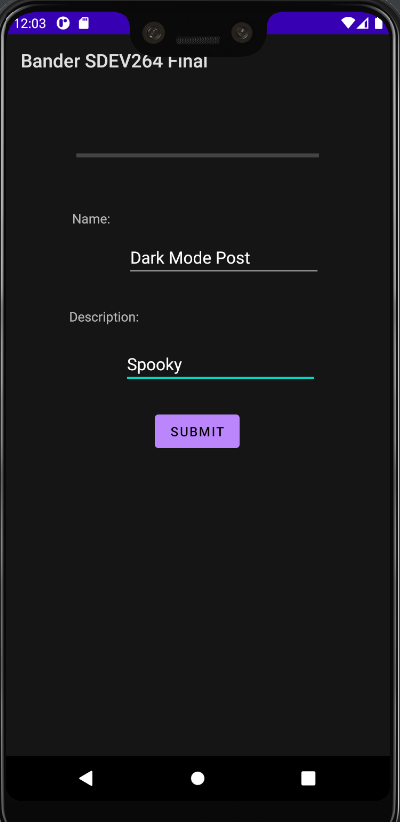 12:03
Bander SDEV264 Final
Name:
Dark Mode Post
Description:
Spooky
SUBMIT